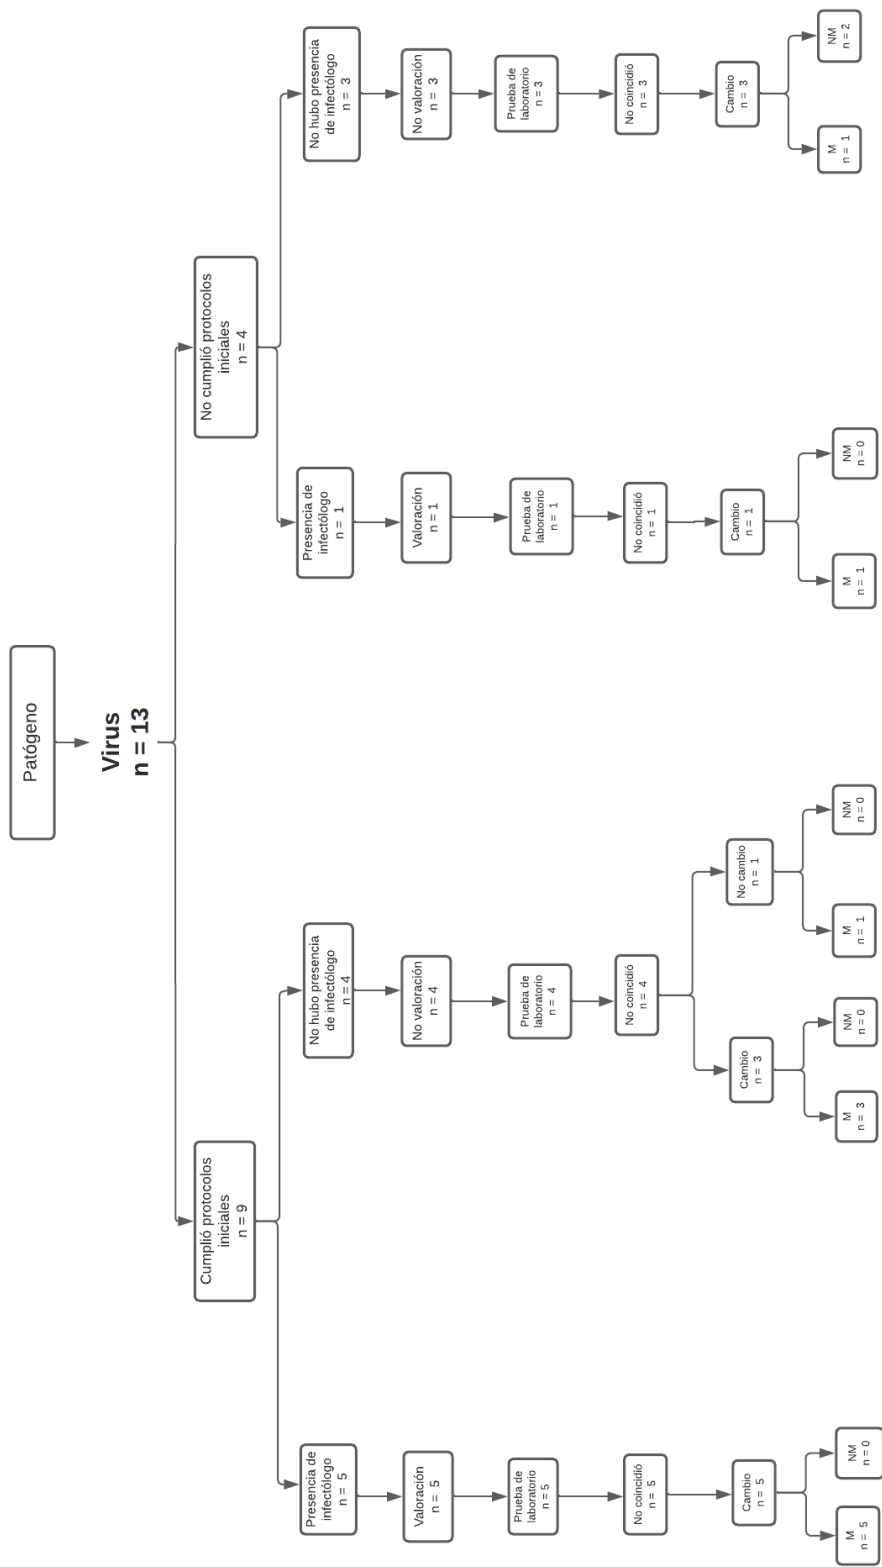 Patógeno
Virus
n = 13
Cumplió protocolos
iniciales
n = 9
No cumplió protocolos
iniciales
n = 4
Presencia de
infectólogo
n = 5
No hubo presencia
de infectólogo
n = 4
Presencia de
infectólogo
n = 1
No hubo presencia
de infectólogo
n = 3
Valoración
n = 5
No valoración
n = 4
Valoración
n = 1
No valoración
n = 3
Prueba de
laboratorio
n = 5
Prueba de
laboratorio
n = 4
Prueba de
laboratorio
n = 1
Prueba de
laboratorio
n = 3
No coincidió
n = 5
No coincidió
n = 4
No coincidió
n = 1
No coincidió
n = 3
Cambio
n = 5
Cambio
n = 3
No cambio
n = 1
Cambio
n = 1
Cambio
n = 3
M
n = 5
NM
n = 0
M
n = 3
NM
n = 0
M
n = 1
NM
n = 0
M
n = 1
NM
n = 0
M
n = 1
NM
n = 2